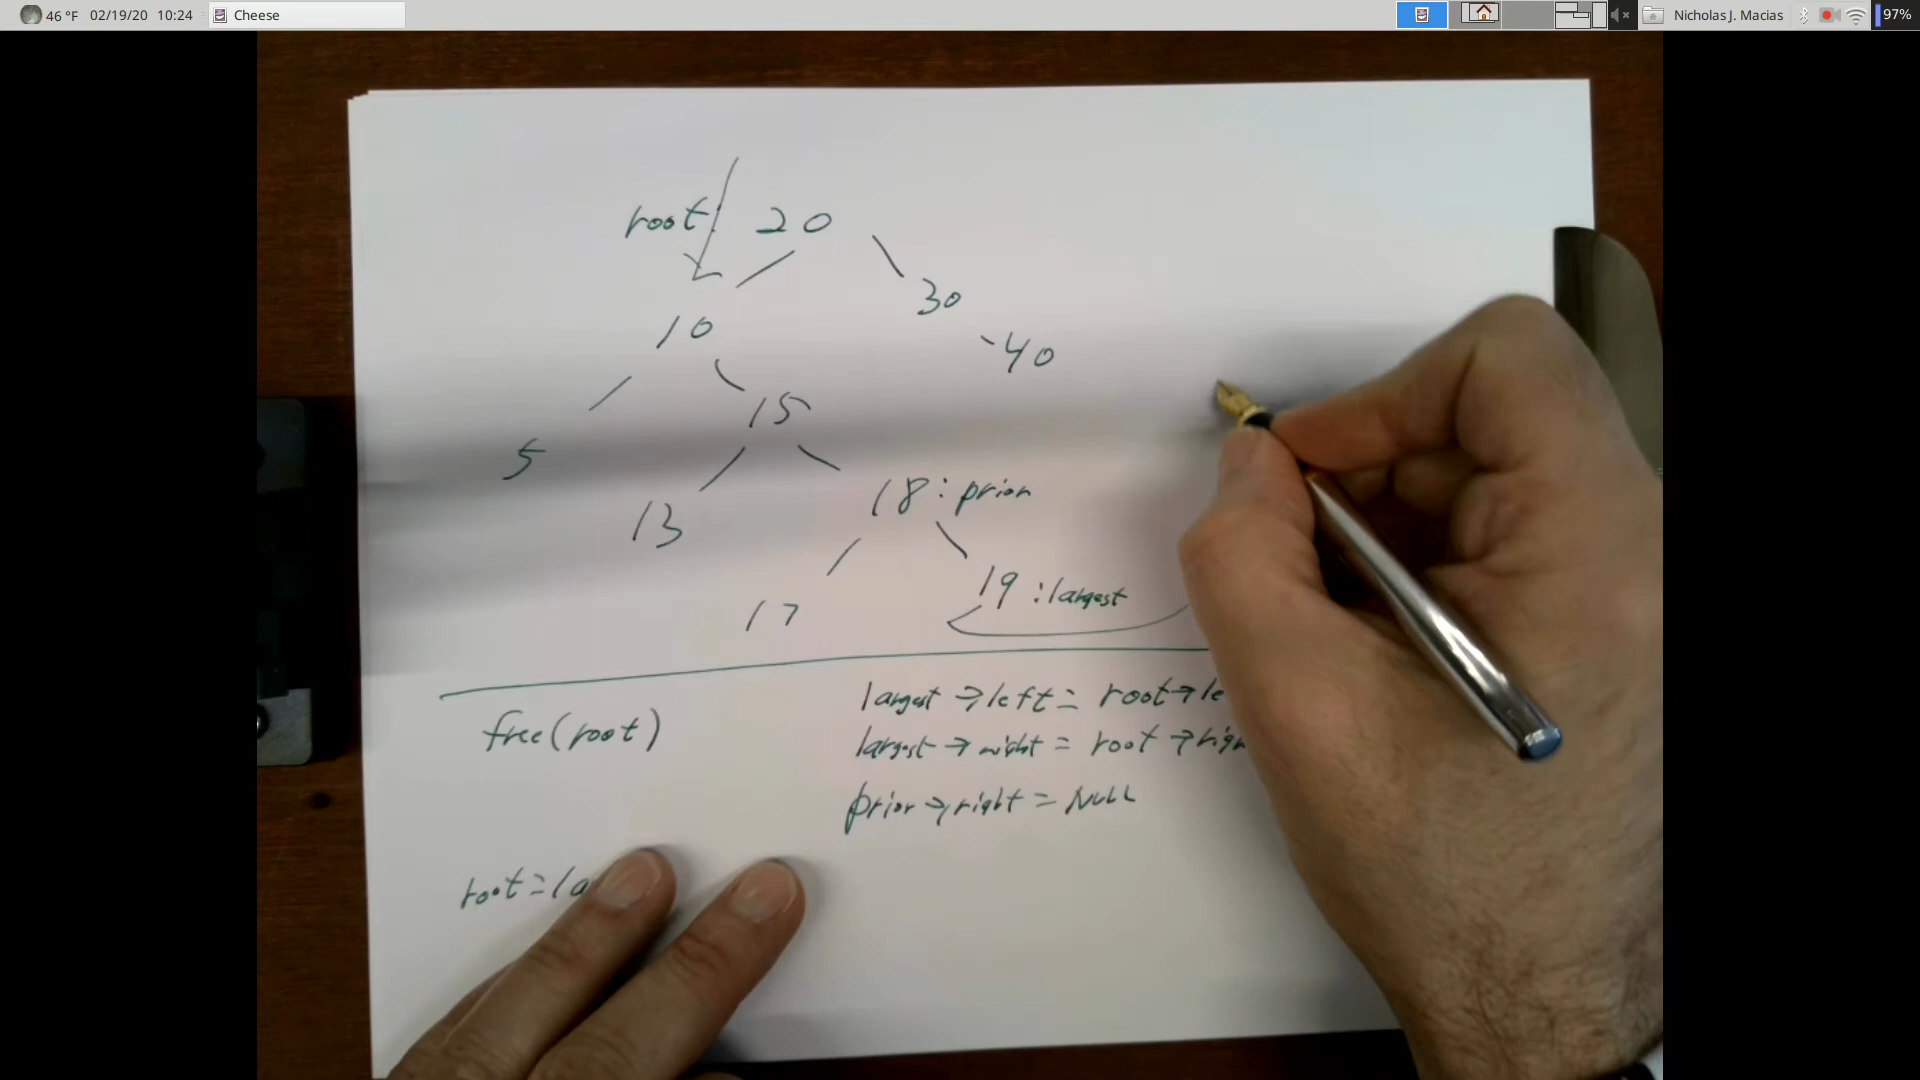 46 °F 02/19/20 10:24 Cheese Nicholas J. Macias 97%
root: 20
30
10
40
15
5
18: prior
13
19 : largest
17
largest → left = root → le
free(root)
largest → right = root → righ
prior → right = NULL
root = la